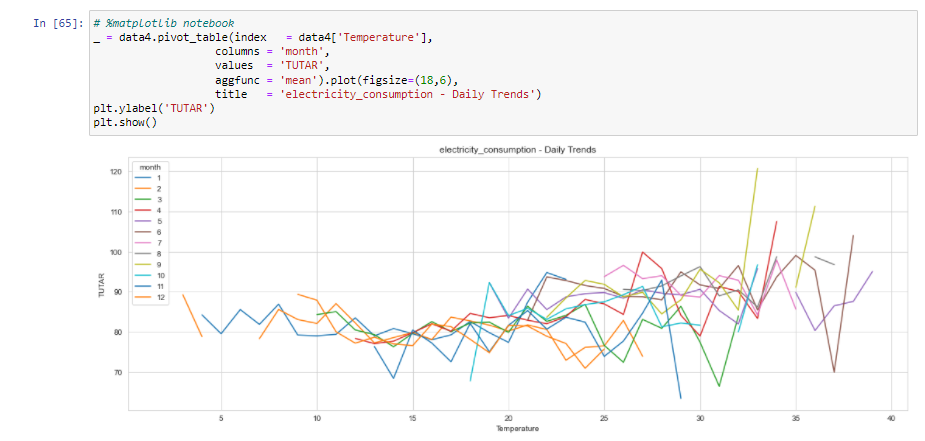 In [65]: # %matplotlib notebook
_ = data4.pivot_table(index   = data4['Temperature'],
columns = 'month',
values  = 'TUTAR',
aggfunc = 'mean').plot(figsize=(18,6),
title   = 'electricity_consumption - Daily Trends')
plt.ylabel('TUTAR')
plt.show()
electricity_consumption - Daily Trends
month
1
2
3
4
5
6
7
8
9
10
11
12
120
110
100
90
80
70
TUTAR
5 10 15 20 25 30 35 40
Temperature